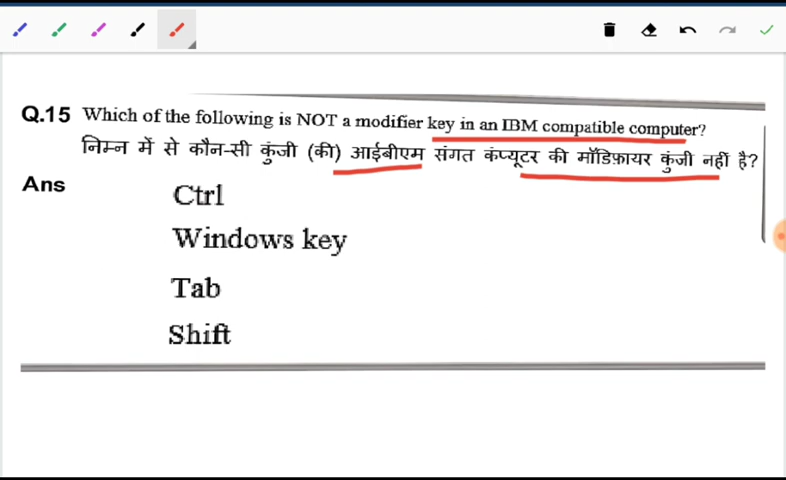 Q.15 Which of the following is NOT a modifier key in an IBM compatible computer?
निम्न में से कौन-सी कुंजी (की) आईबीएम संगत कंप्यूटर की मॉडिफ़ायर कुंजी नहीं है?
Ans
Ctrl
Windows key
Tab
Shift